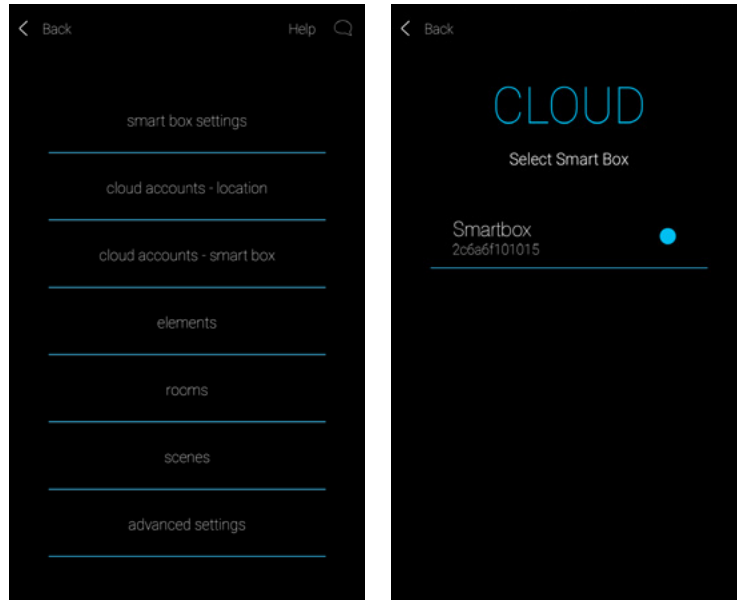 Back
Help
smart box settings
cloud accounts - location
cloud accounts - smart box
elements
rooms
scenes
advanced settings
Back
CLOUD
Select Smart Box
Smartbox
2c6a6f101015